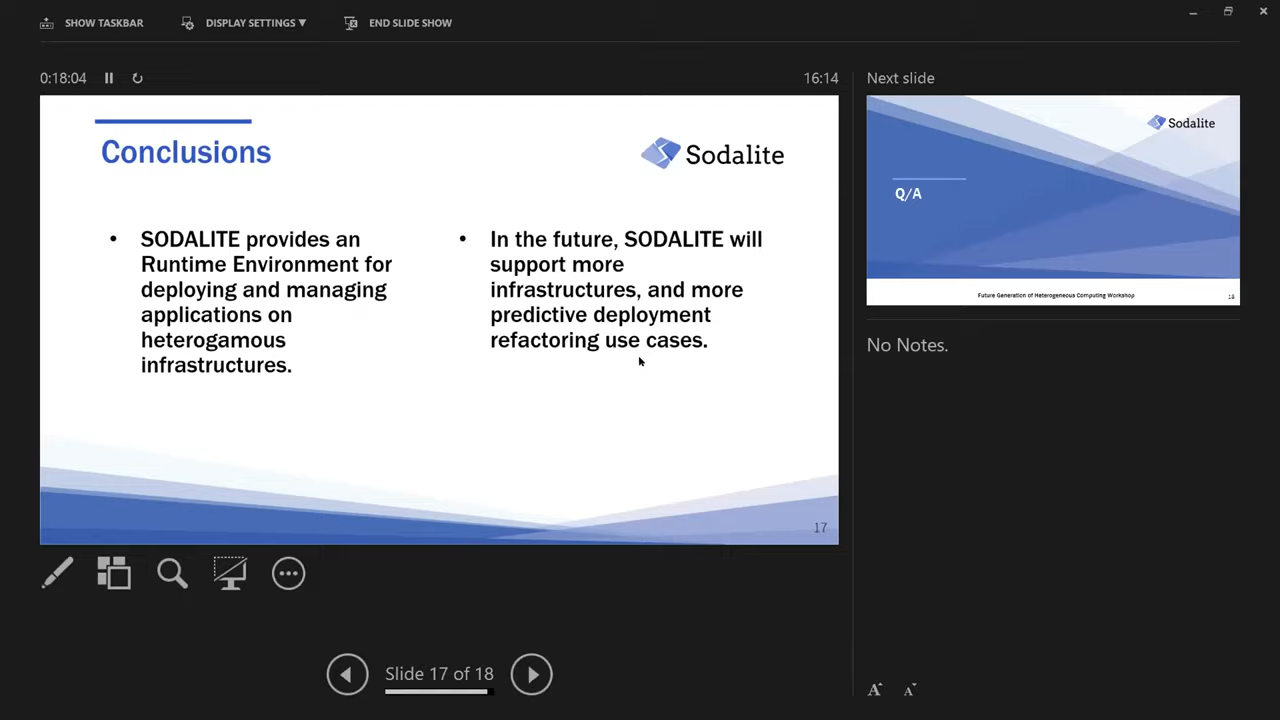 SHOW TASKBAR
DISPLAY SETTINGS ▼
END SLIDE SHOW
0:18:04
16:14
Next slide
Conclusions
Sodalite
• SODALITE provides an
Runtime Environment for
deploying and managing
applications on
heterogamous
infrastructures.
• In the future, SODALITE will
support more
infrastructures, and more
predictive deployment
refactoring use cases.
17
Sodalite
Q/A
Future Generation of Heterogeneous Computing Workshop
18
No Notes.
Slide 17 of 18
A
A